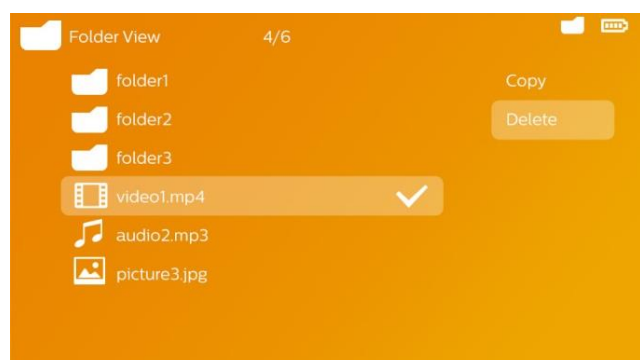 Folder View 4/6
folder1
Copy
folder2
Delete
folder3
video1.mp4
audio2.mp3
picture3.jpg